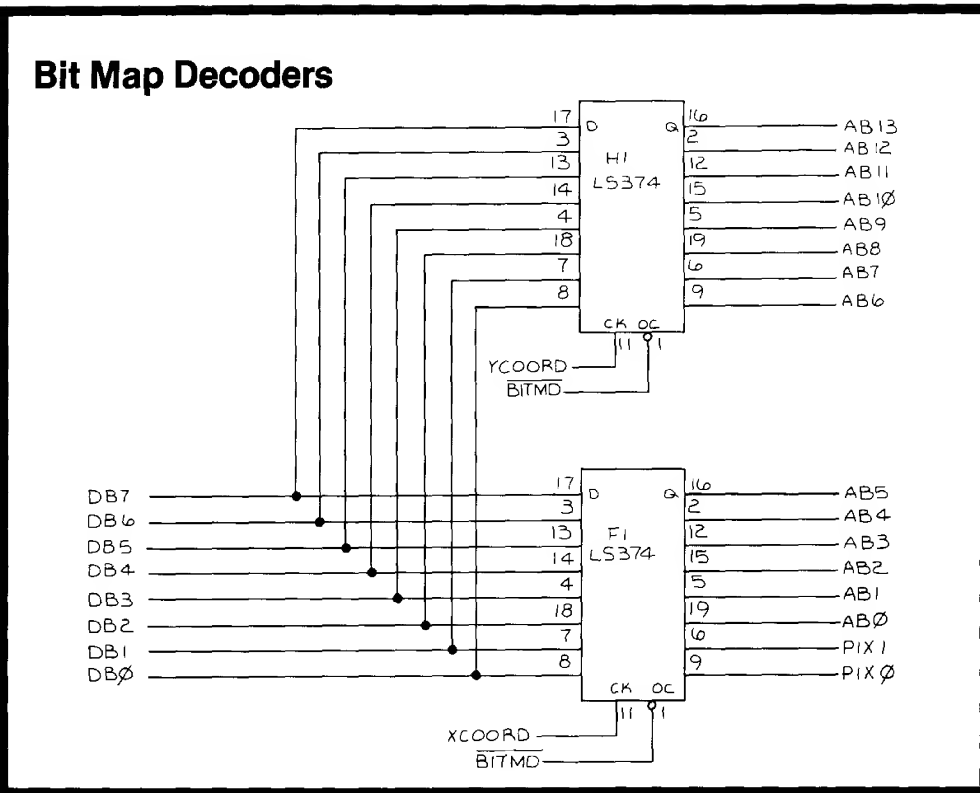 Bit Map Decoders
17 D Q 16 AB13
3 2 AB12
13 H1 12 AB11
14 LS374 15 AB1Ø
4 5 AB9
18 19 AB8
7 6 AB7
8 9 AB6
CK OC
YCOORD 11 1
BITMD
DB7 17 D Q 16 AB5
DB6 3 2 AB4
DB5 13 F1 12 AB3
DB4 14 LS374 15 AB2
DB3 4 5 AB1
DB2 18 19 ABØ
DB1 7 6 PIX1
DBØ 8 9 PIXØ
CK OC
XCOORD 11 1
BITMD